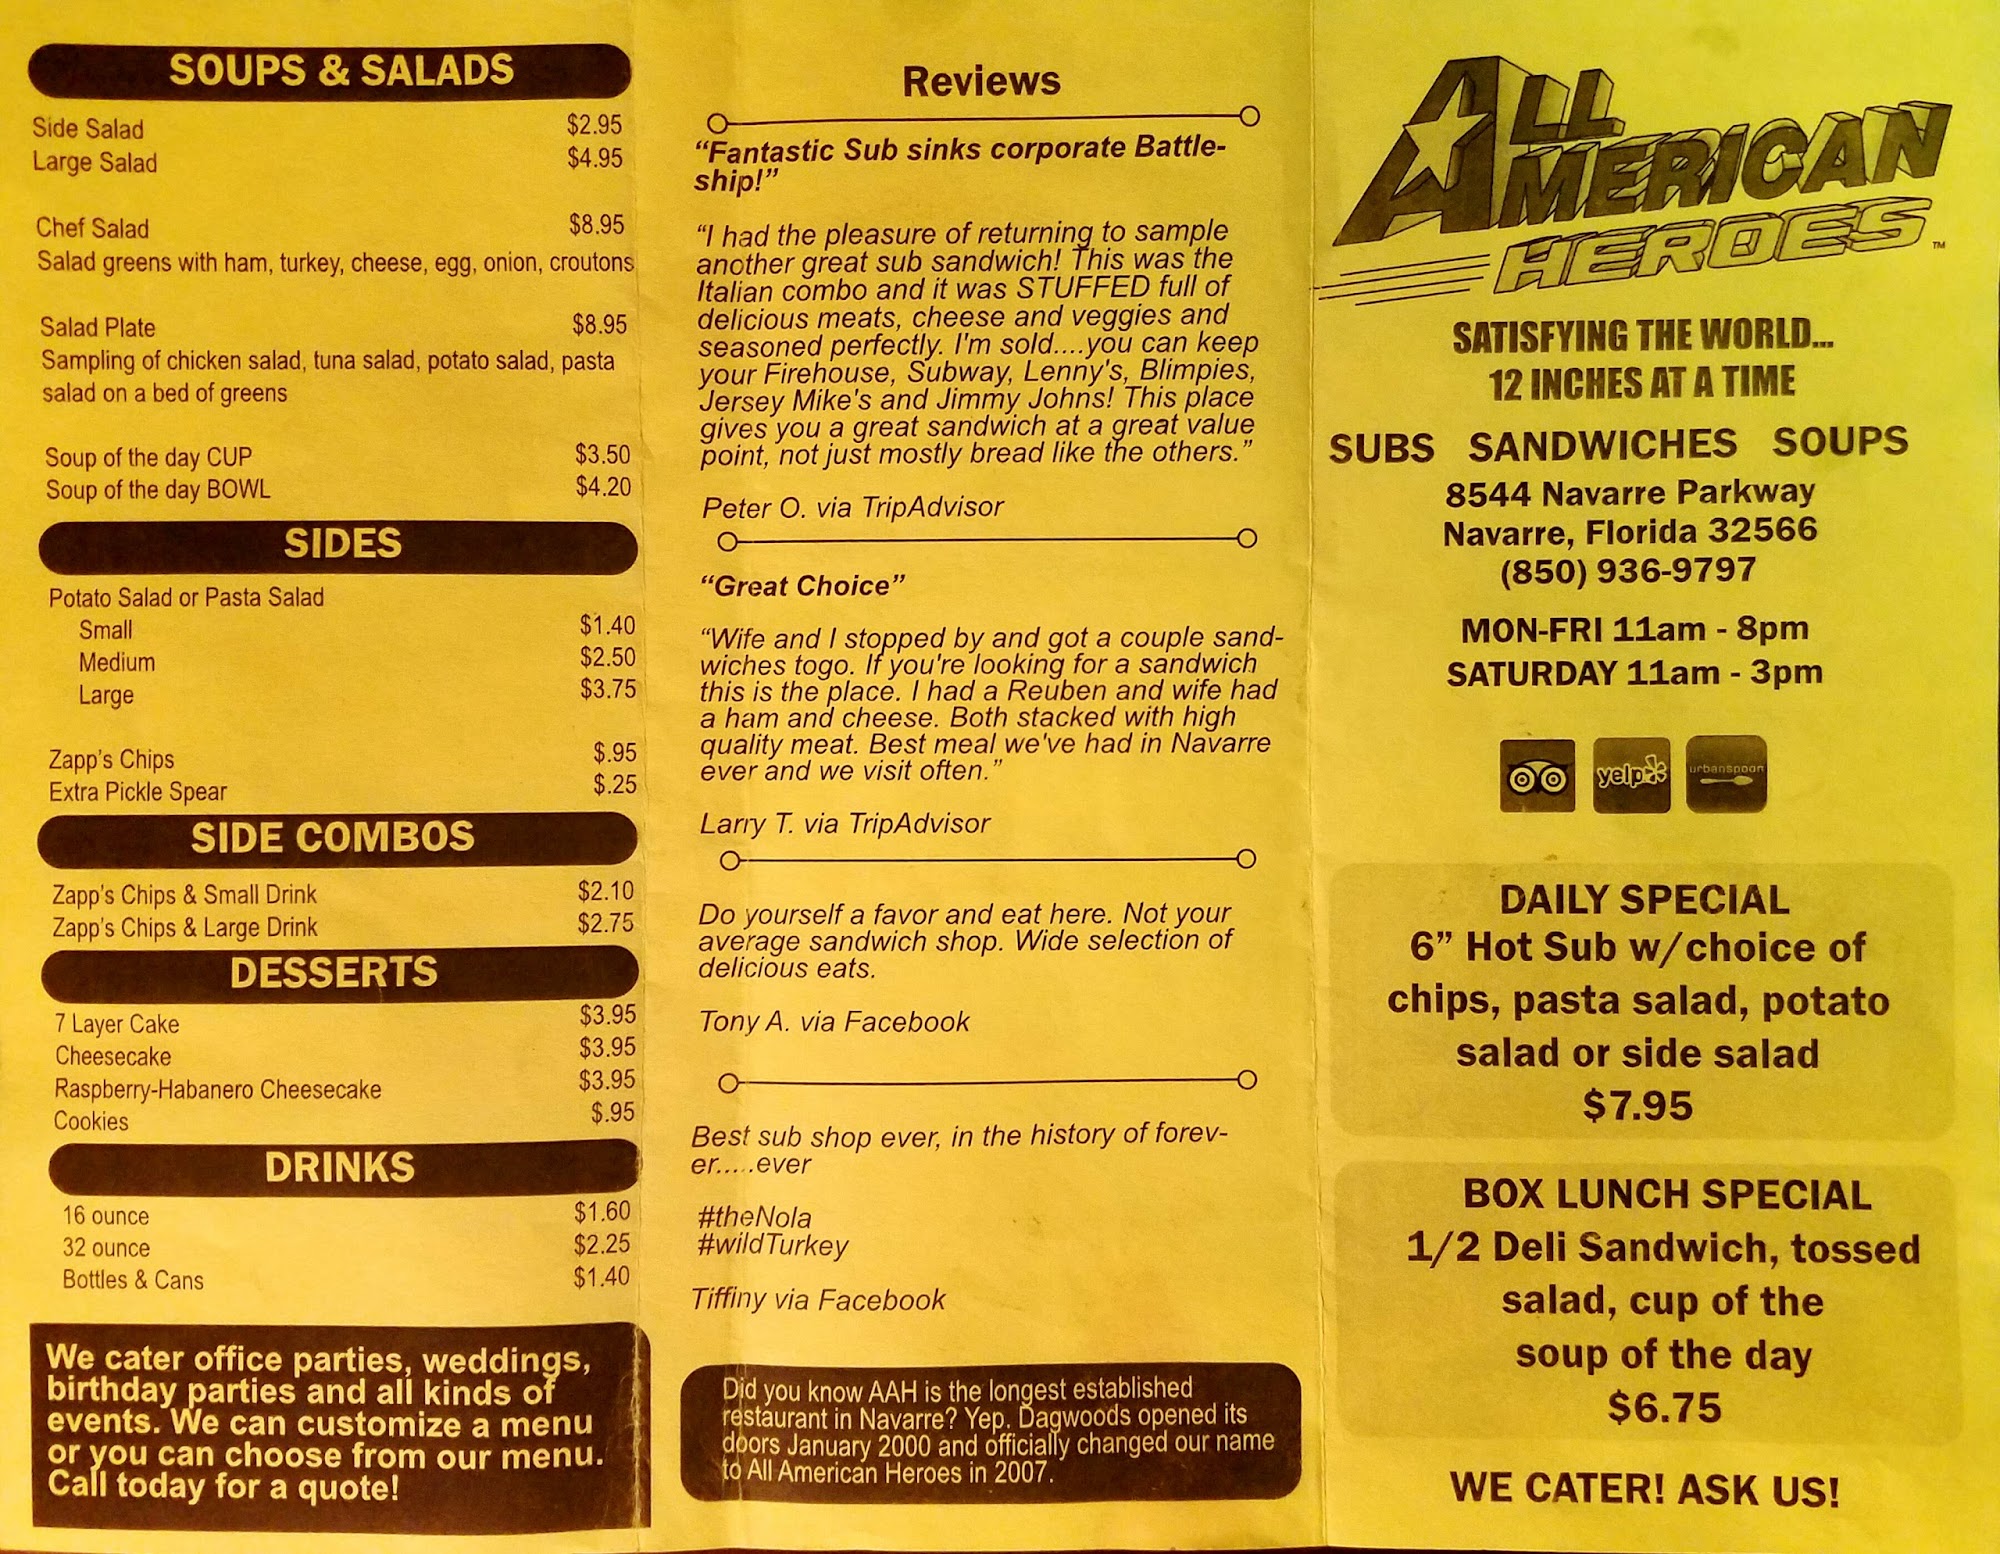 SOUPS & SALADS
Side Salad $2.95
Large Salad $4.95
Chef Salad $8.95
Salad greens with ham, turkey, cheese, egg, onion, croutons
Salad Plate $8.95
Sampling of chicken salad, tuna salad, potato salad, pasta
salad on a bed of greens
Soup of the day CUP $3.50
Soup of the day BOWL $4.20
SIDES
Potato Salad or Pasta Salad
Small $1.40
Medium $2.50
Large $3.75
Zapp's Chips $.95
Extra Pickle Spear $.25
SIDE COMBOS
Zapp's Chips & Small Drink $2.10
Zapp's Chips & Large Drink $2.75
DESSERTS
7 Layer Cake $3.95
Cheesecake $3.95
Raspberry-Habanero Cheesecake $3.95
Cookies $.95
DRINKS
16 ounce $1.60
32 ounce $2.25
Bottles & Cans $1.40
We cater office parties, weddings,
birthday parties and all kinds of
events. We can customize a menu
or you can choose from our menu.
Call today for a quote!
Reviews
“Fantastic Sub sinks corporate Battle-
ship!”
“I had the pleasure of returning to sample
another great sub sandwich! This was the
Italian combo and it was STUFFED full of
delicious meats, cheese and veggies and
seasoned perfectly. I'm sold....you can keep
your Firehouse, Subway, Lenny's, Blimpies,
Jersey Mike's and Jimmy Johns! This place
gives you a great sandwich at a great value
point, not just mostly bread like the others.”
Peter O. via TripAdvisor
“Great Choice”
“Wife and I stopped by and got a couple sand-
wiches togo. If you're looking for a sandwich
this is the place. I had a Reuben and wife had
a ham and cheese. Both stacked with high
quality meat. Best meal we've had in Navarre
ever and we visit often.”
Larry T. via TripAdvisor
Do yourself a favor and eat here. Not your
average sandwich shop. Wide selection of
delicious eats.
Tony A. via Facebook
Best sub shop ever, in the history of forev-
er.....ever
#theNola
#wildTurkey
Tiffiny via Facebook
Did you know AAH is the longest established
restaurant in Navarre? Yep. Dagwoods opened its
doors January 2000 and officially changed our name
to All American Heroes in 2007.
ALL
AMERICAN
HEROES ™
SATISFYING THE WORLD...
12 INCHES AT A TIME
SUBS SANDWICHES SOUPS
8544 Navarre Parkway
Navarre, Florida 32566
(850) 936-9797
MON-FRI 11am - 8pm
SATURDAY 11am - 3pm
yelp urbanspoon
DAILY SPECIAL
6” Hot Sub w/choice of
chips, pasta salad, potato
salad or side salad
$7.95
BOX LUNCH SPECIAL
1/2 Deli Sandwich, tossed
salad, cup of the
soup of the day
$6.75
WE CATER! ASK US!